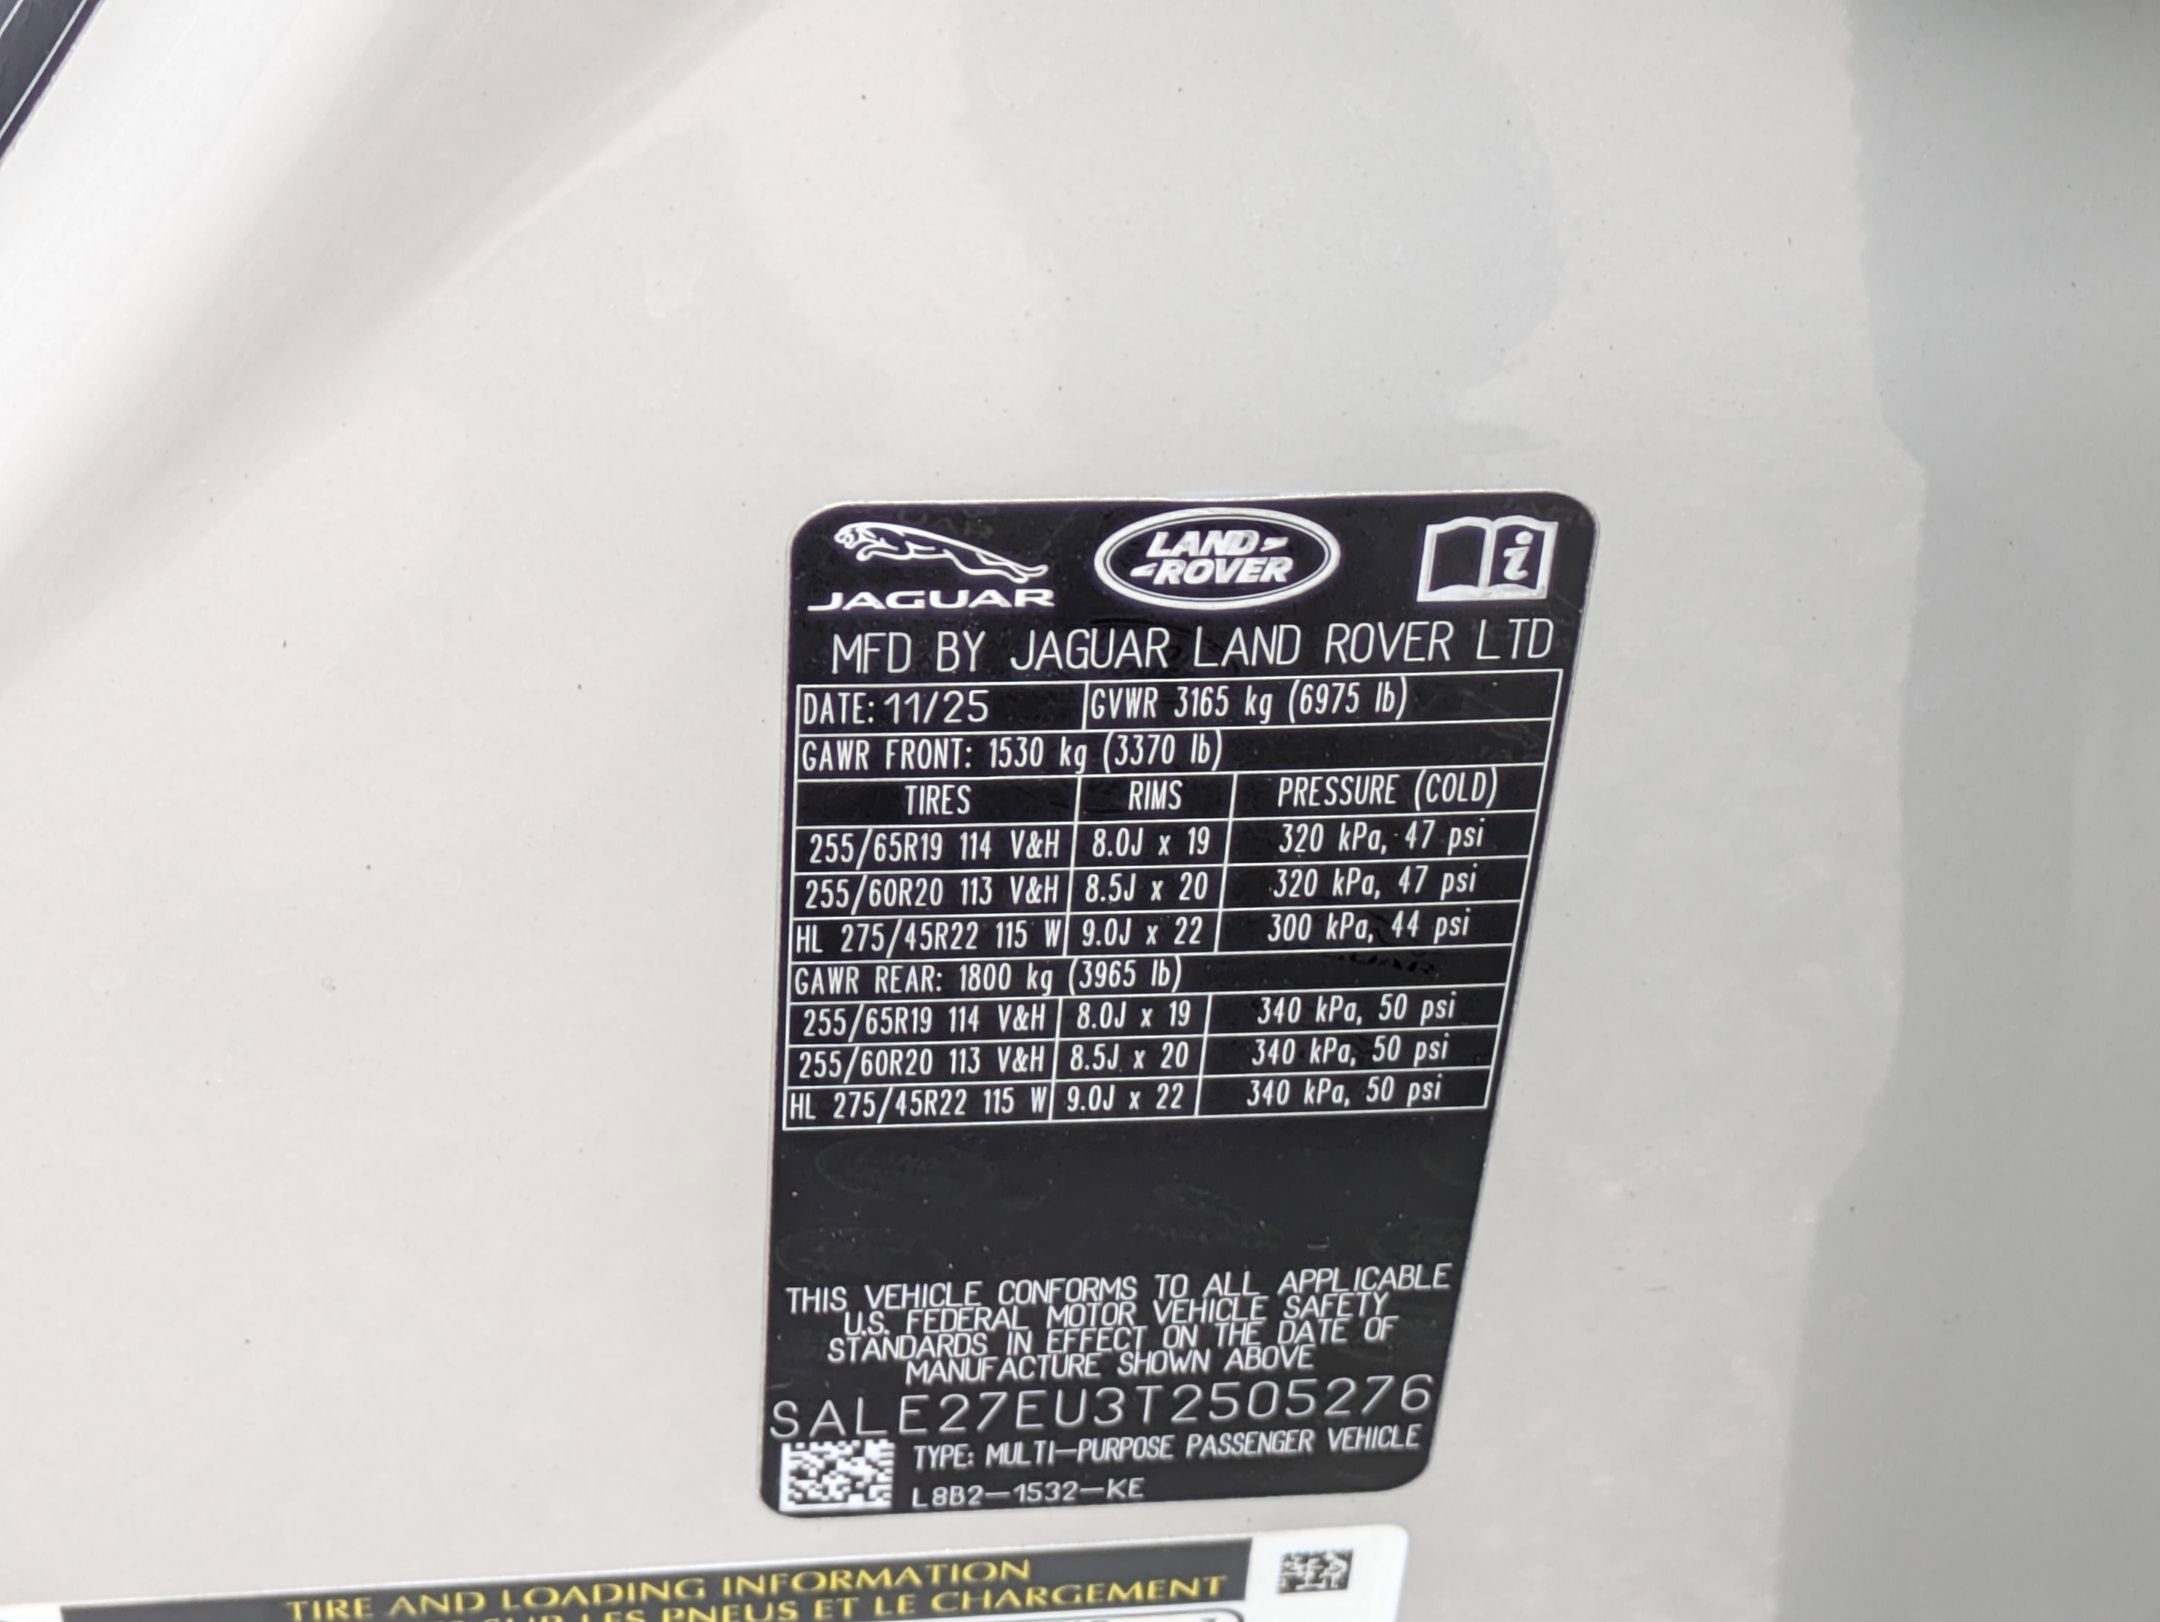 JAGUAR
LAND ROVER
MFD BY JAGUAR LAND ROVER LTD
DATE: 11/25 GVWR 3165 kg (6975 lb)
GAWR FRONT: 1530 kg (3370 lb)
TIRES RIMS PRESSURE (COLD)
255/65R19 114 V&H 8.0J x 19 320 kPa, 47 psi
255/60R20 113 V&H 8.5J x 20 320 kPa, 47 psi
HL 275/45R22 115 W 9.0J x 22 300 kPa, 44 psi
GAWR REAR: 1800 kg (3965 lb)
255/65R19 114 V&H 8.0J x 19 340 kPa, 50 psi
255/60R20 113 V&H 8.5J x 20 340 kPa, 50 psi
HL 275/45R22 115 W 9.0J x 22 340 kPa, 50 psi
THIS VEHICLE CONFORMS TO ALL APPLICABLE
U.S. FEDERAL MOTOR VEHICLE SAFETY
STANDARDS IN EFFECT ON THE DATE OF
MANUFACTURE SHOWN ABOVE
SALE27EU3T2505276
TYPE: MULTI-PURPOSE PASSENGER VEHICLE
L8B2-1532-KE
TIRE AND LOADING INFORMATION
SUR LES PNEUS ET LE CHARGEMENT